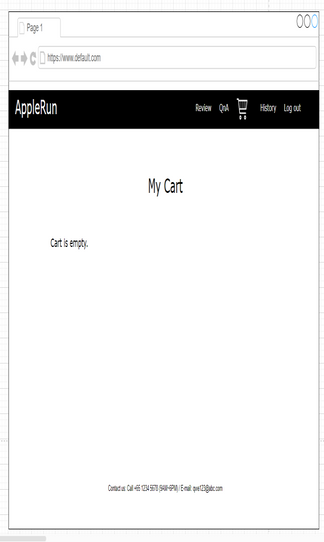 Page 1
https://www.default.com
AppleRun Review QnA History Log out
My Cart
Cart is empty.
Contact us: Call +65 1234 5678 (9AM~6PM) / E-mail: qwe123@abc.com